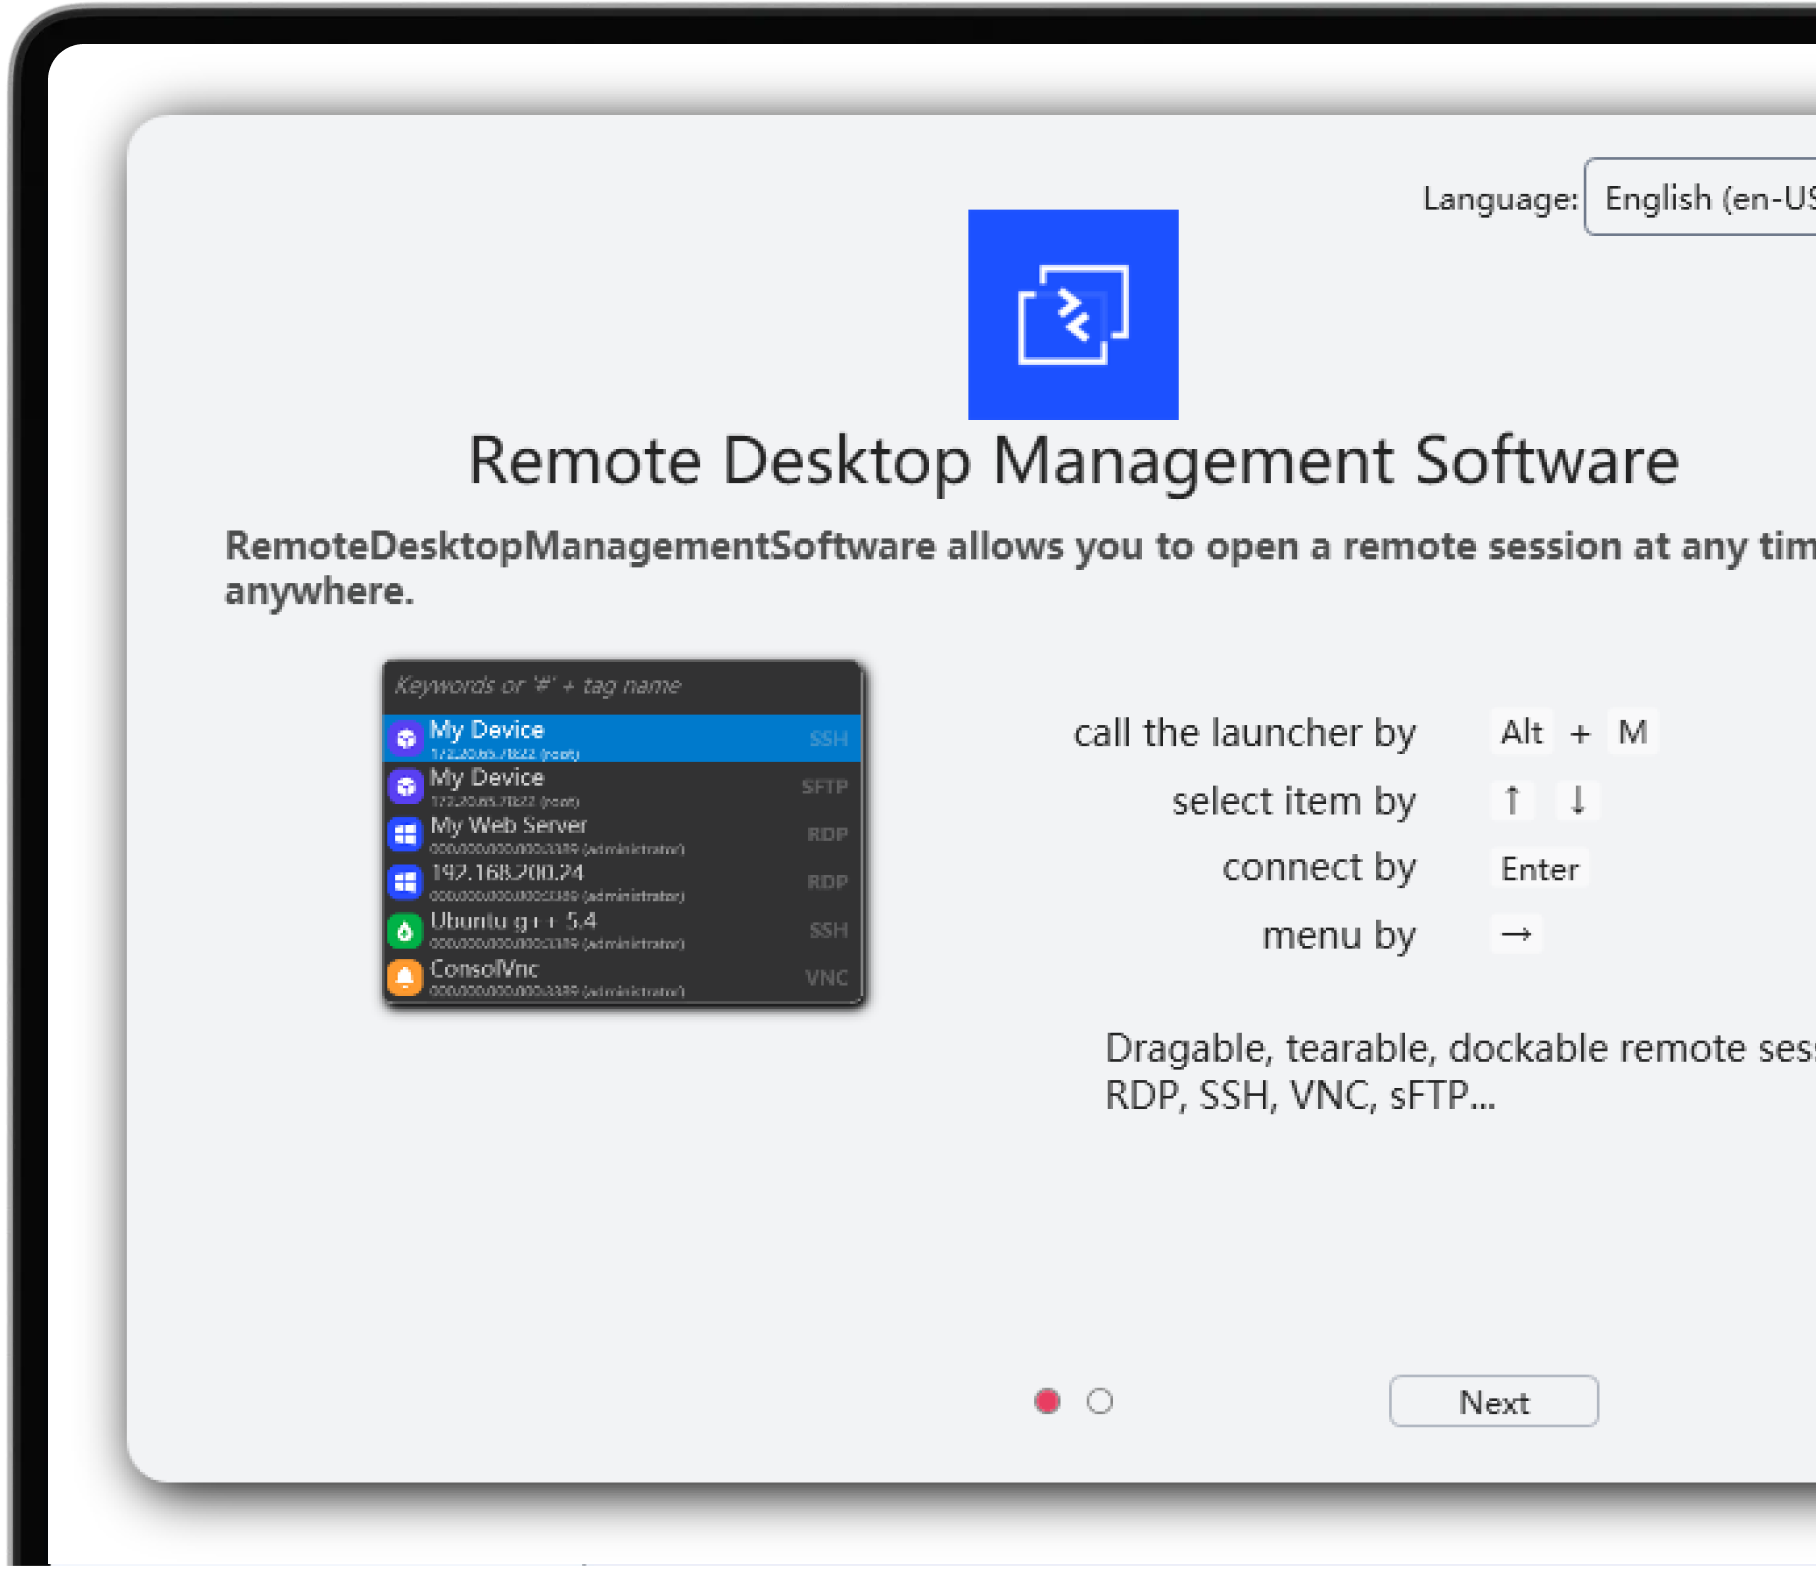 Language: English (en-US
Remote Desktop Management Software
RemoteDesktopManagementSoftware allows you to open a remote session at any tim
anywhere.
Keywords or '#' + tag name
My Device SSH
(root)
My Device SFTP
(root)
My Web Server RDP
000.000.000.000:3389 (administrator)
192.168.200.24 RDP
000.000.000.000:3389 (administrator)
Ubuntu g++ 5.4 SSH
000.000.000.000:3389 (administrator)
ConsolVnc VNC
000.000.000.000:3389 (administrator)
call the launcher by Alt + M
select item by ↑ ↓
connect by Enter
menu by →
Dragable, tearable, dockable remote sess
RDP, SSH, VNC, sFTP...
Next